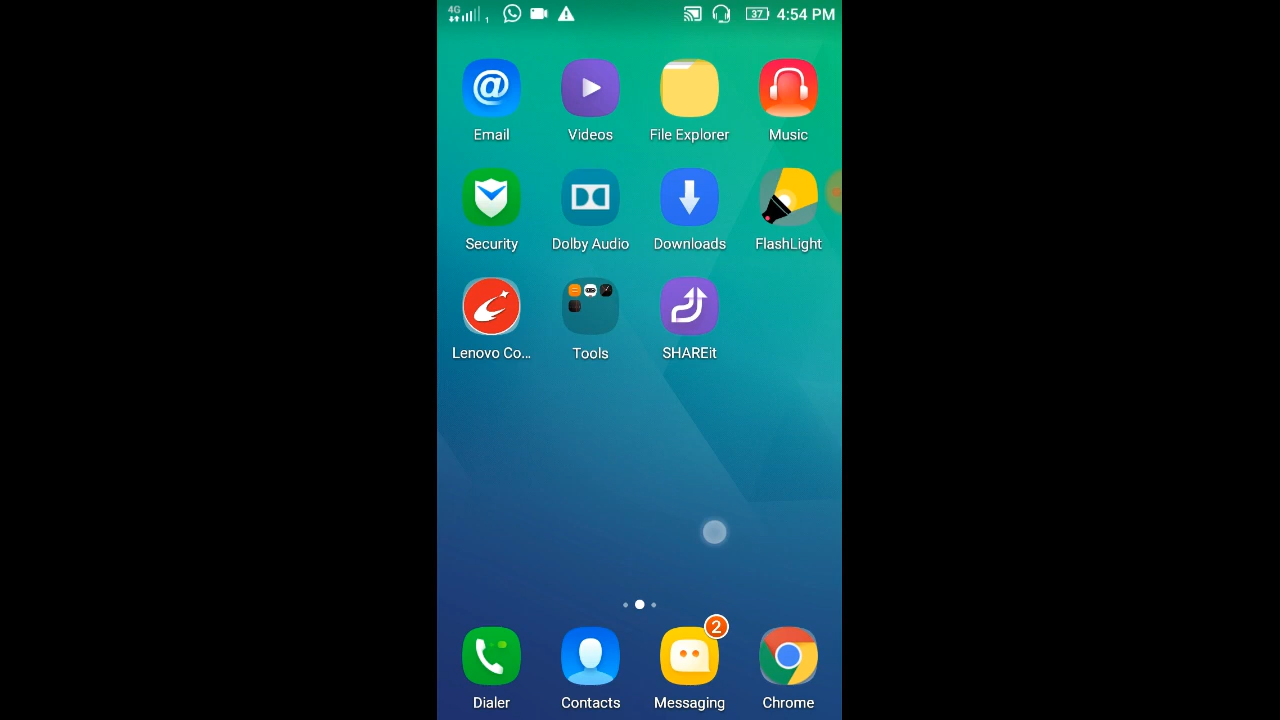 4G 1 37 4:54 PM
Email Videos File Explorer Music
Security Dolby Audio Downloads FlashLight
Lenovo Co... Tools SHAREit
2
Dialer Contacts Messaging Chrome